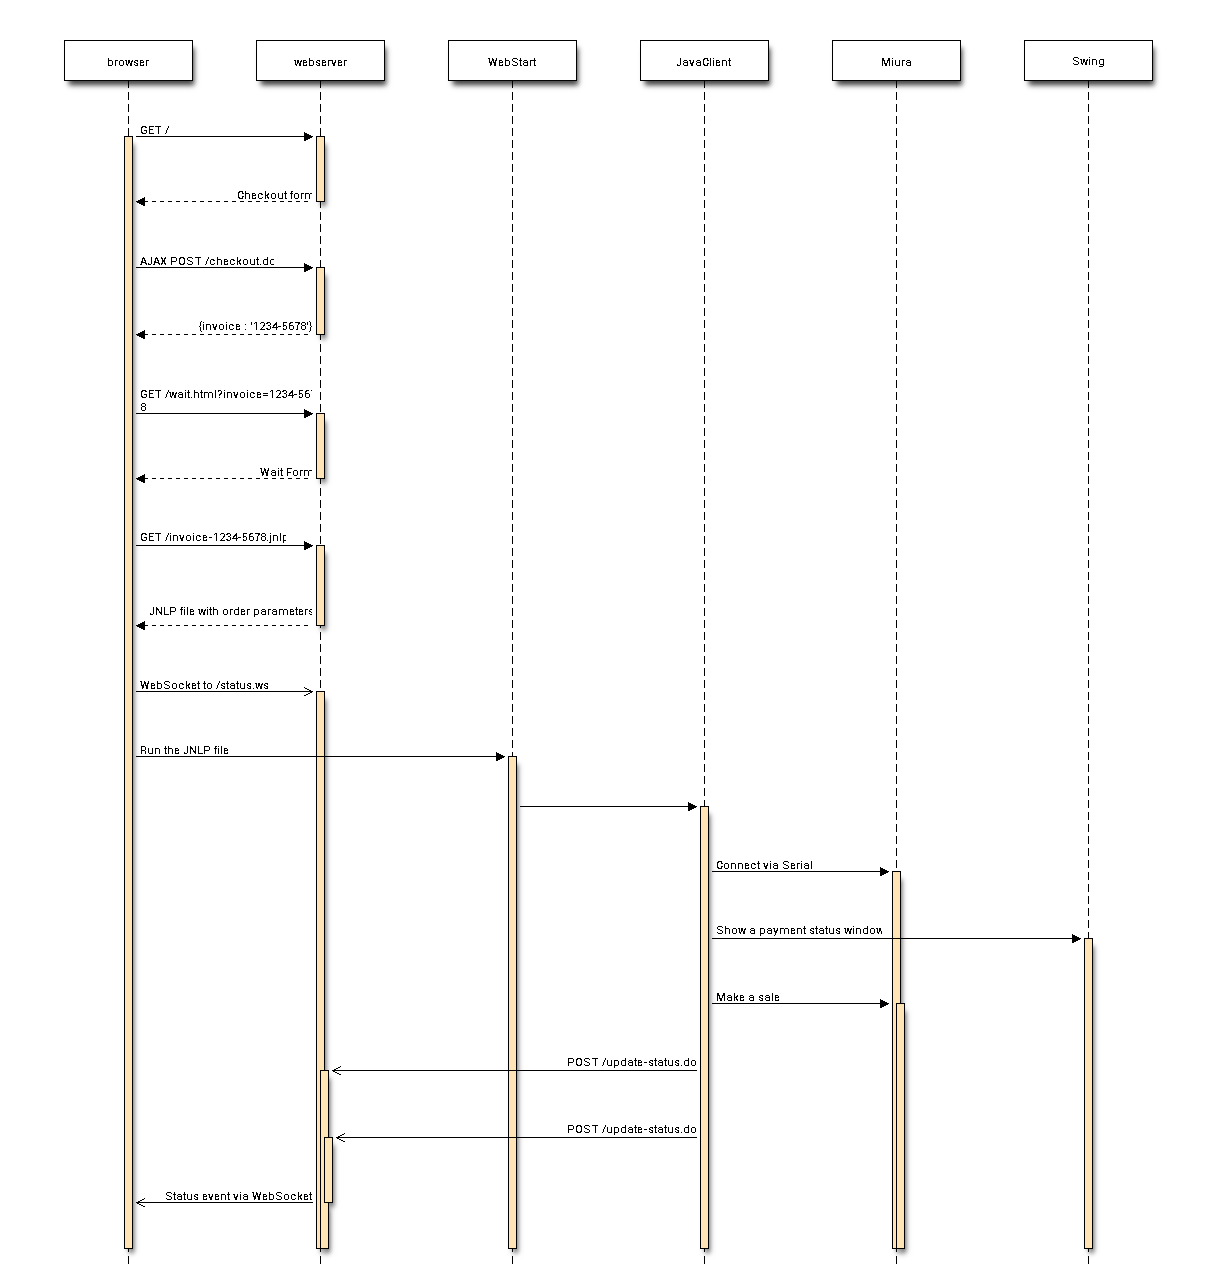 browser
webserver
WebStart
JavaClient
Miura
Swing
GET /
Checkout form
AJAX POST /checkout.do
{invoice : '1234-5678'}
GET /wait.html?invoice=1234-567
8
Wait Form
GET /invoice-1234-5678.jnlp
JNLP file with order parameters
WebSocket to /status.ws
Run the JNLP file
Connect via Serial
Show a payment status window
Make a sale
POST /update-status.do
POST /update-status.do
Status event via WebSocket